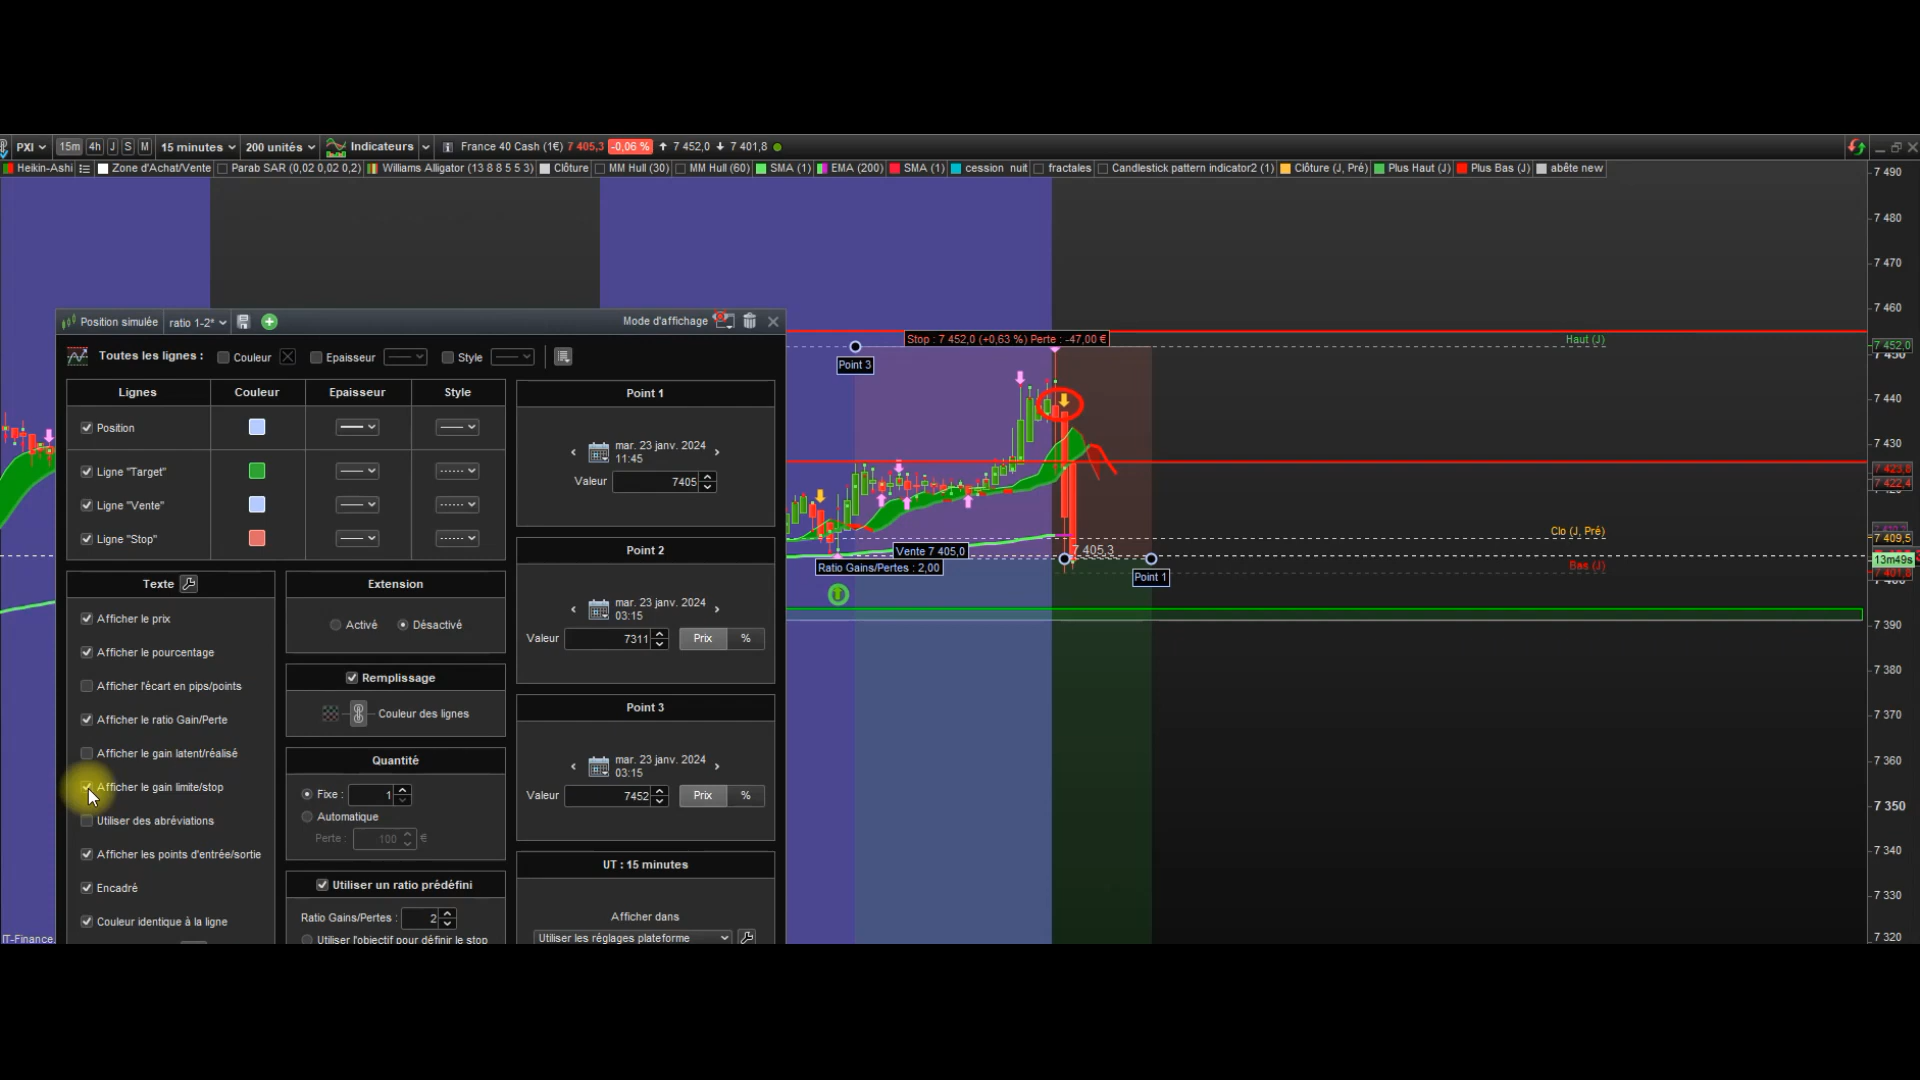 PXI 15m 4h J S M 15 minutes 200 unités Indicateurs France 40 Cash (1€) 7 405,3 -0,06 % 7 452,0 7 401,8
Heikin-Ashi Zone d'Achat/Vente Parab SAR (0,02 0,02 0,2) Williams Alligator (13 8 8 5 5 3) Clôture MM Hull (30) MM Hull (60) SMA (1) EMA (200) SMA (1) cession nuit fractales Candlestick pattern indicator2 (1) Clôture (J, Pré) Plus Haut (J) Plus Bas (J) abête new
7 490
7 480
7 470
7 460
Position simulée ratio 1-2* Mode d'affichage
Stop : 7 452,0 (+0,63 %) Perte : -47,00 €
Haut (J)
7 452,0
7 450
Toutes les lignes : Couleur Epaisseur Style
Point 3
Lignes Couleur Epaisseur Style
Position
Ligne "Target"
Ligne "Vente"
Ligne "Stop"
Point 1
mar. 23 janv. 2024
11:45
Valeur 7405
7 440
7 430
7 423,8
7 422,4
Clo (J, Pré)
7 409,5
Vente 7 405,0
7 405,3
13m49s
Ratio Gains/Pertes : 2,00
Bas (J)
7 401,8
Point 1
Point 2
mar. 23 janv. 2024
03:15
Valeur 7311 Prix %
Texte
Afficher le prix
Afficher le pourcentage
Afficher l'écart en pips/points
Afficher le ratio Gain/Perte
Afficher le gain latent/réalisé
Afficher le gain limite/stop
Utiliser des abréviations
Afficher les points d'entrée/sortie
Encadré
Couleur identique à la ligne
Extension
Activé Désactivé
Remplissage
Couleur des lignes
Quantité
Fixe : 1
Automatique
Perte : 100 €
Utiliser un ratio prédéfini
Ratio Gains/Pertes : 2
Utiliser l'objectif pour définir le stop
Point 3
mar. 23 janv. 2024
03:15
Valeur 7452 Prix %
UT : 15 minutes
Afficher dans
Utiliser les réglages plateforme
7 390
7 380
7 370
7 360
7 350
7 340
7 330
7 320
IT-Finance.